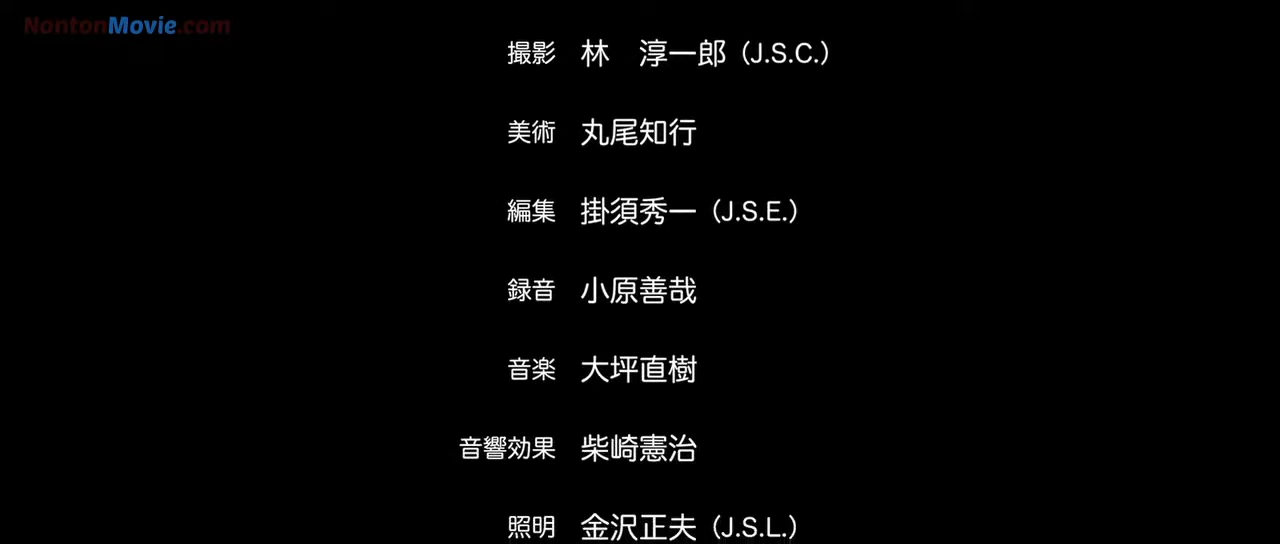 NontonMovie.com
撮影 林 淳一郎（J.S.C.）
美術 丸尾知行
編集 掛須秀一（J.S.E.）
録音 小原善哉
音楽 大坪直樹
音響効果 柴崎憲治
照明 金沢正夫（J.S.L.）